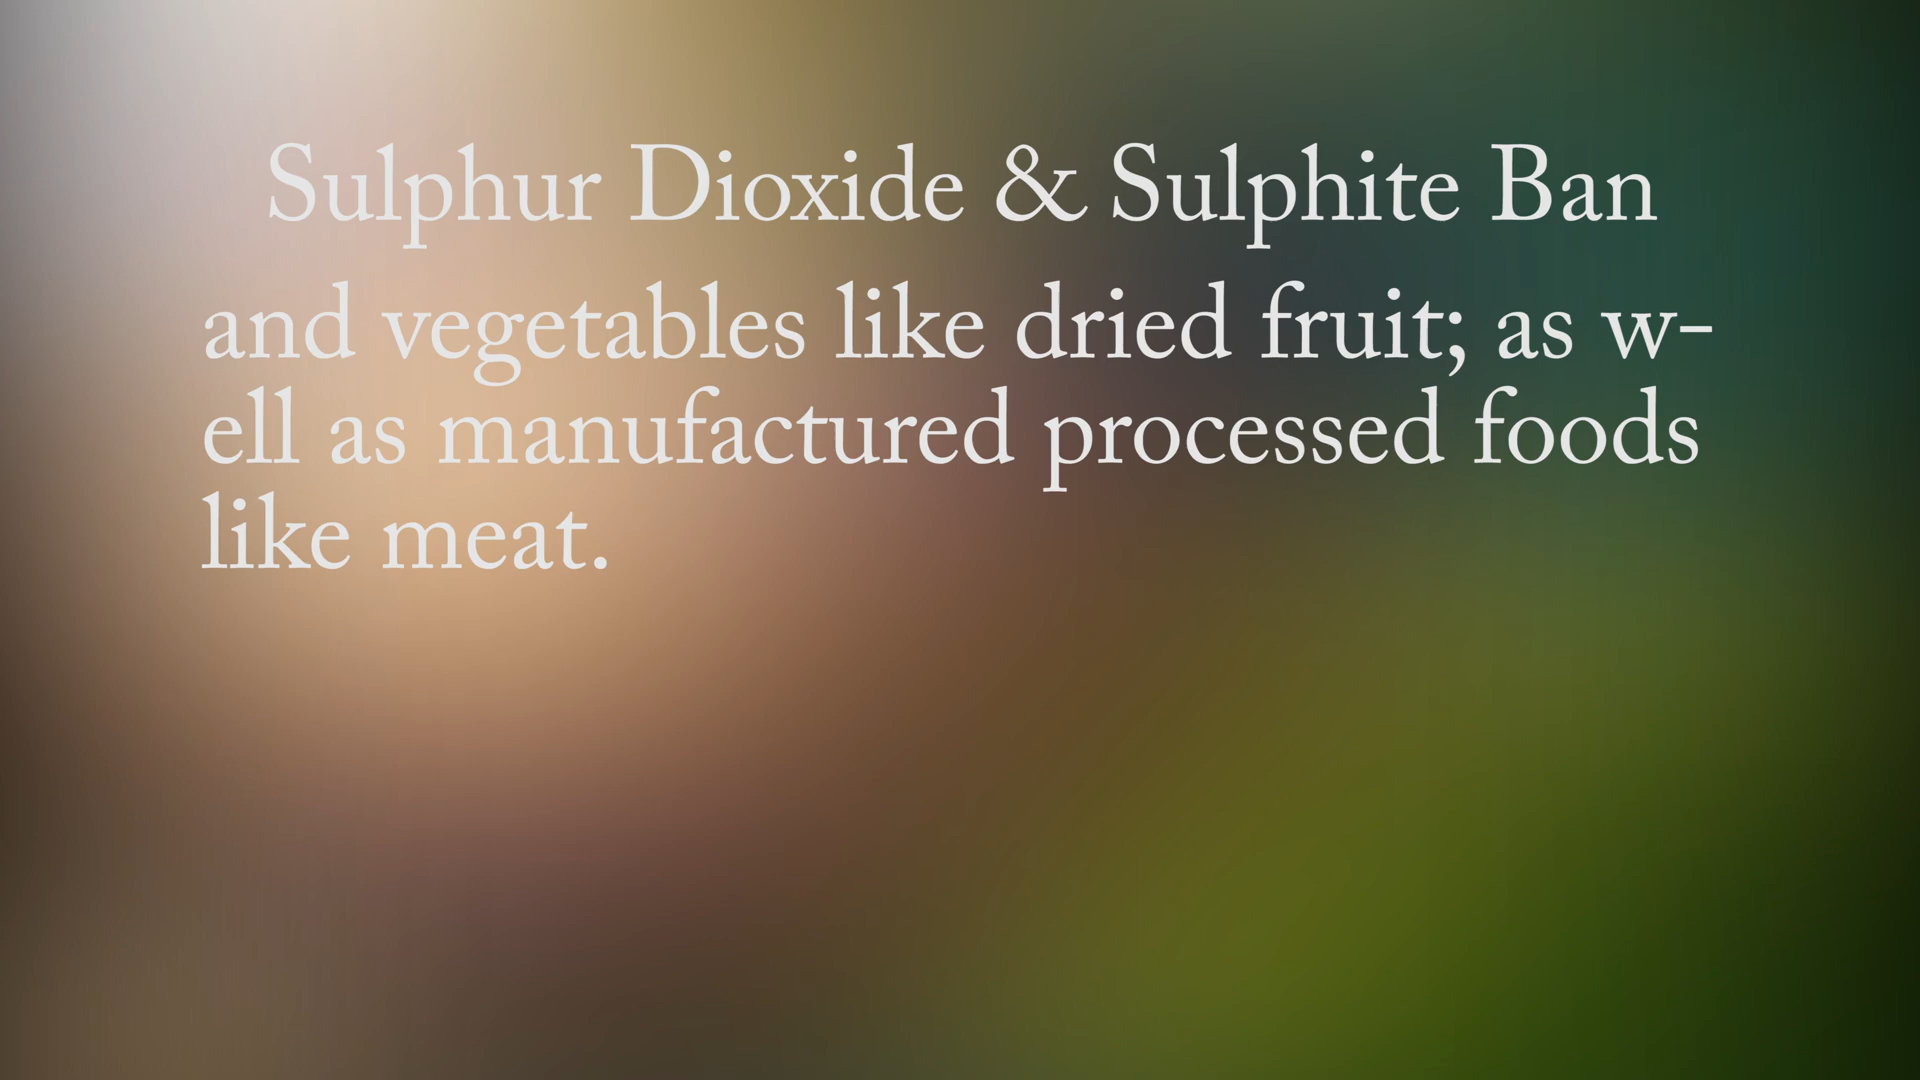 Sulphur Dioxide & Sulphite Ban
and vegetables like dried fruit; as w-
ell as manufactured processed foods
like meat.